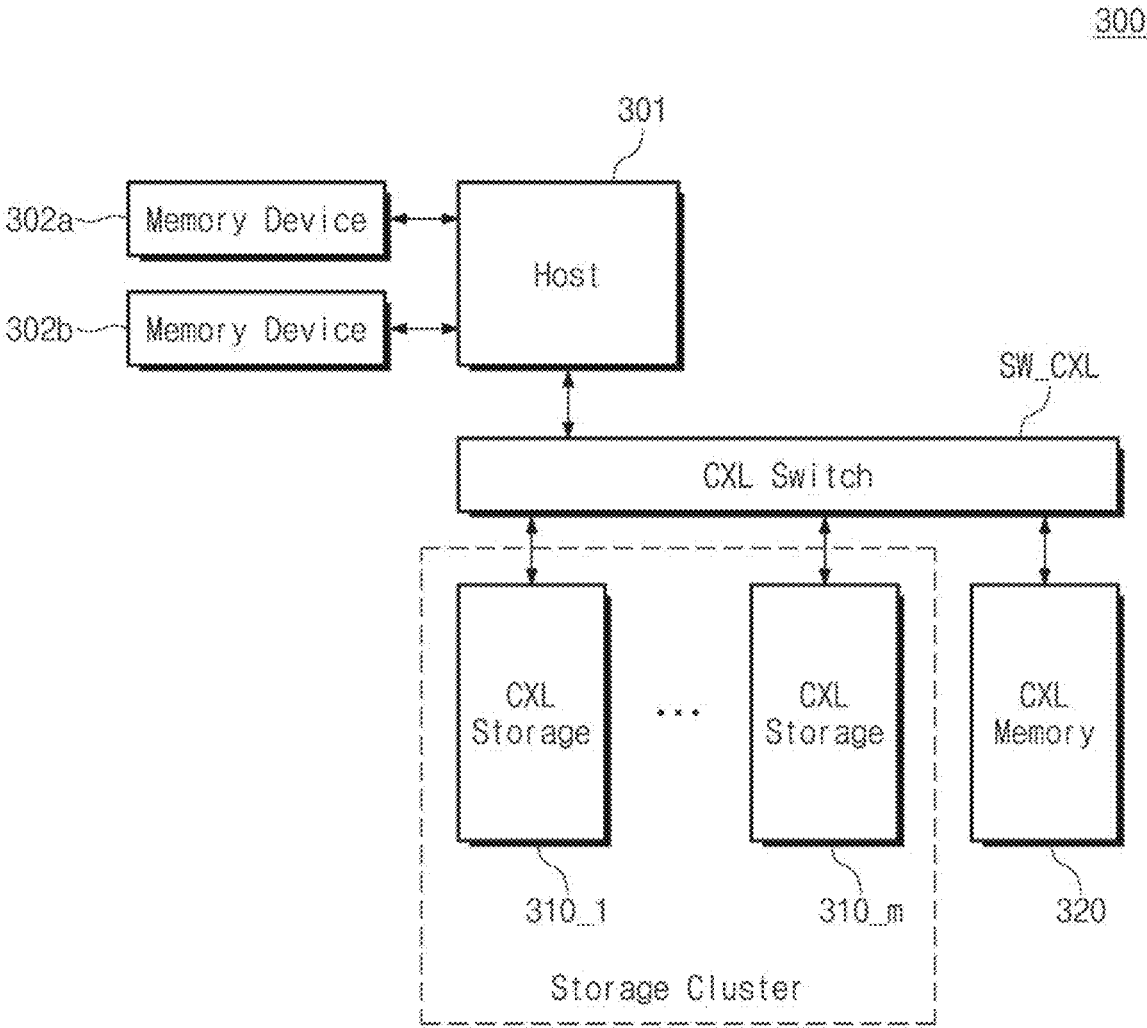 300
301
302a
Memory Device
Host
302b
Memory Device
SW_CXL
CXL Switch
CXL
Storage
...
CXL
Storage
CXL
Memory
310_1
310_m
320
Storage Cluster